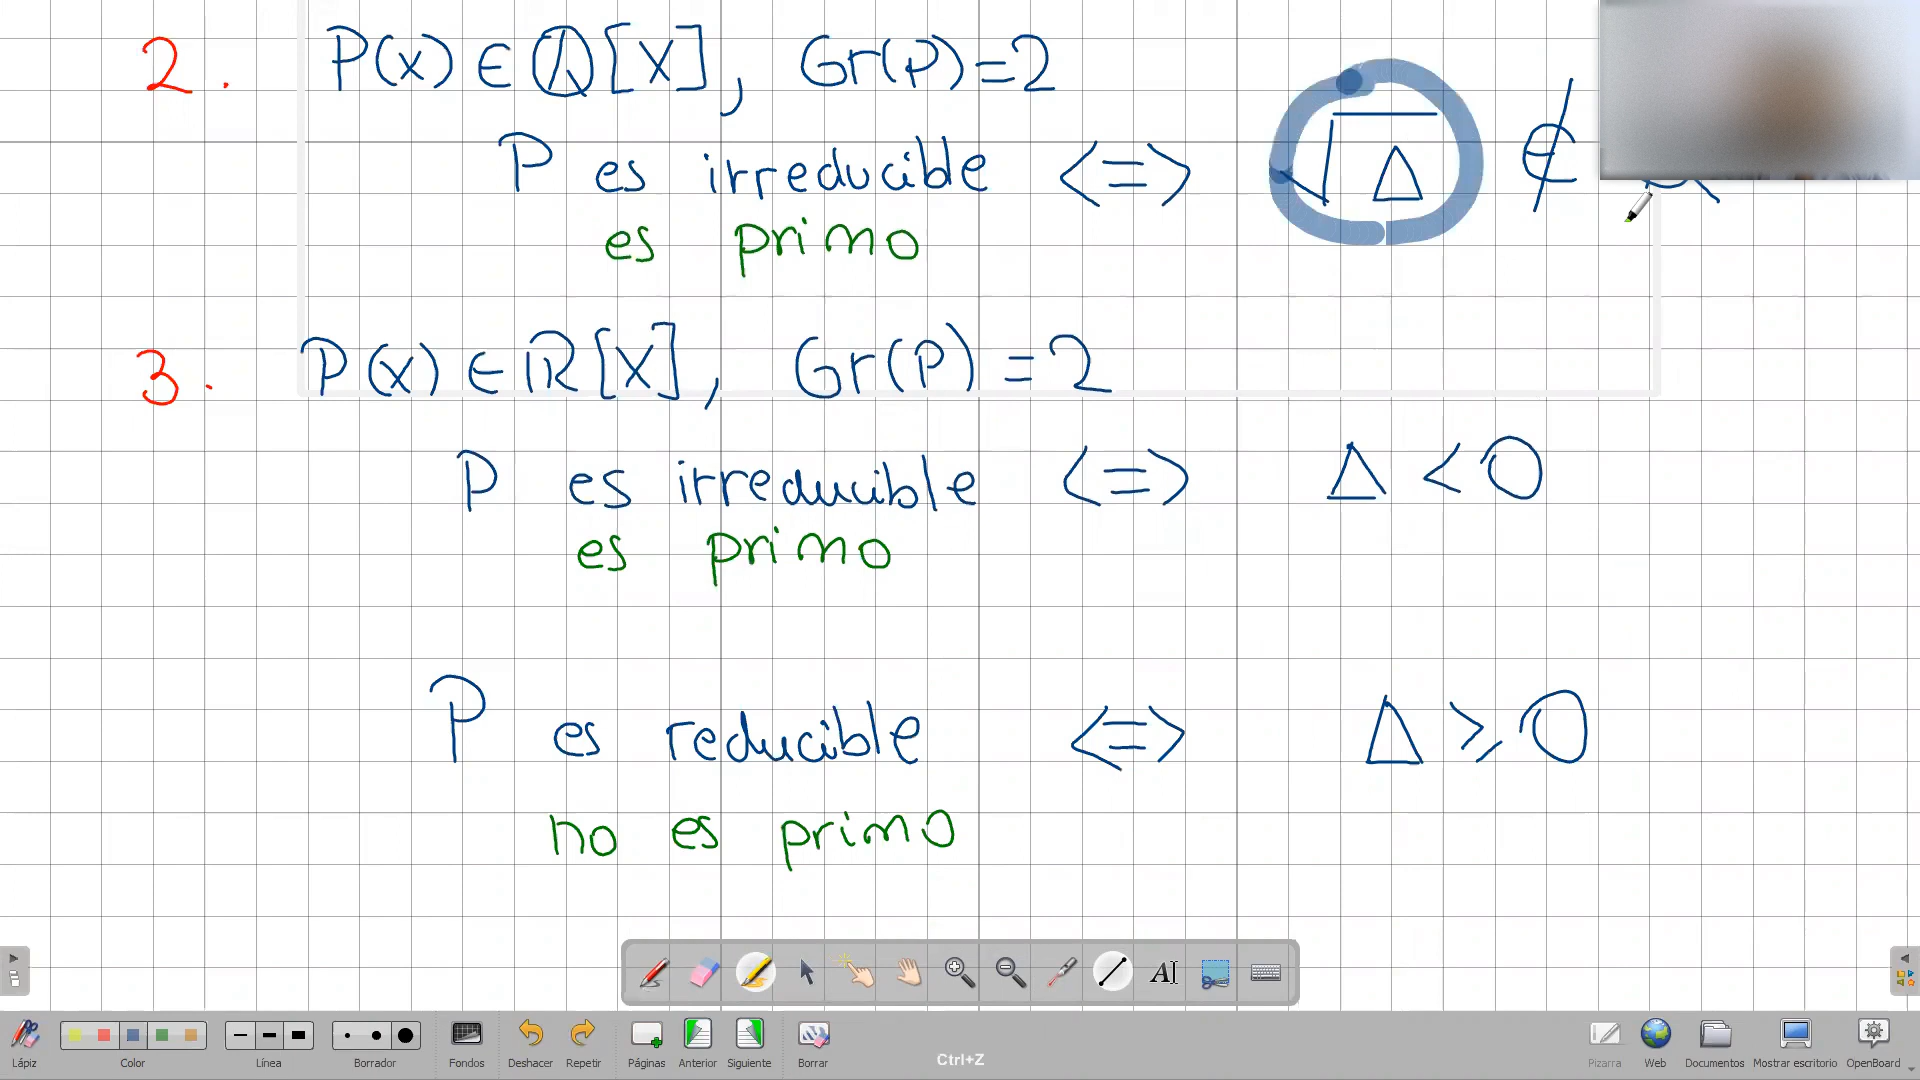 2. P(x) ∈ ℚ[X], Gr(P)=2
P es irreducible <=> √Δ ∉
es primo
3. P(x) ∈ ℝ[X], Gr(P)=2
P es irreducible <=> Δ < 0
es primo
P es reducible <=> Δ ⩾ 0
no es primo
AI
Lápiz Color Línea Borrador Fondos Deshacer Repetir Páginas Anterior Siguiente Borrar Ctrl+Z Pizarra Web Documentos Mostrar escritorio OpenBoard